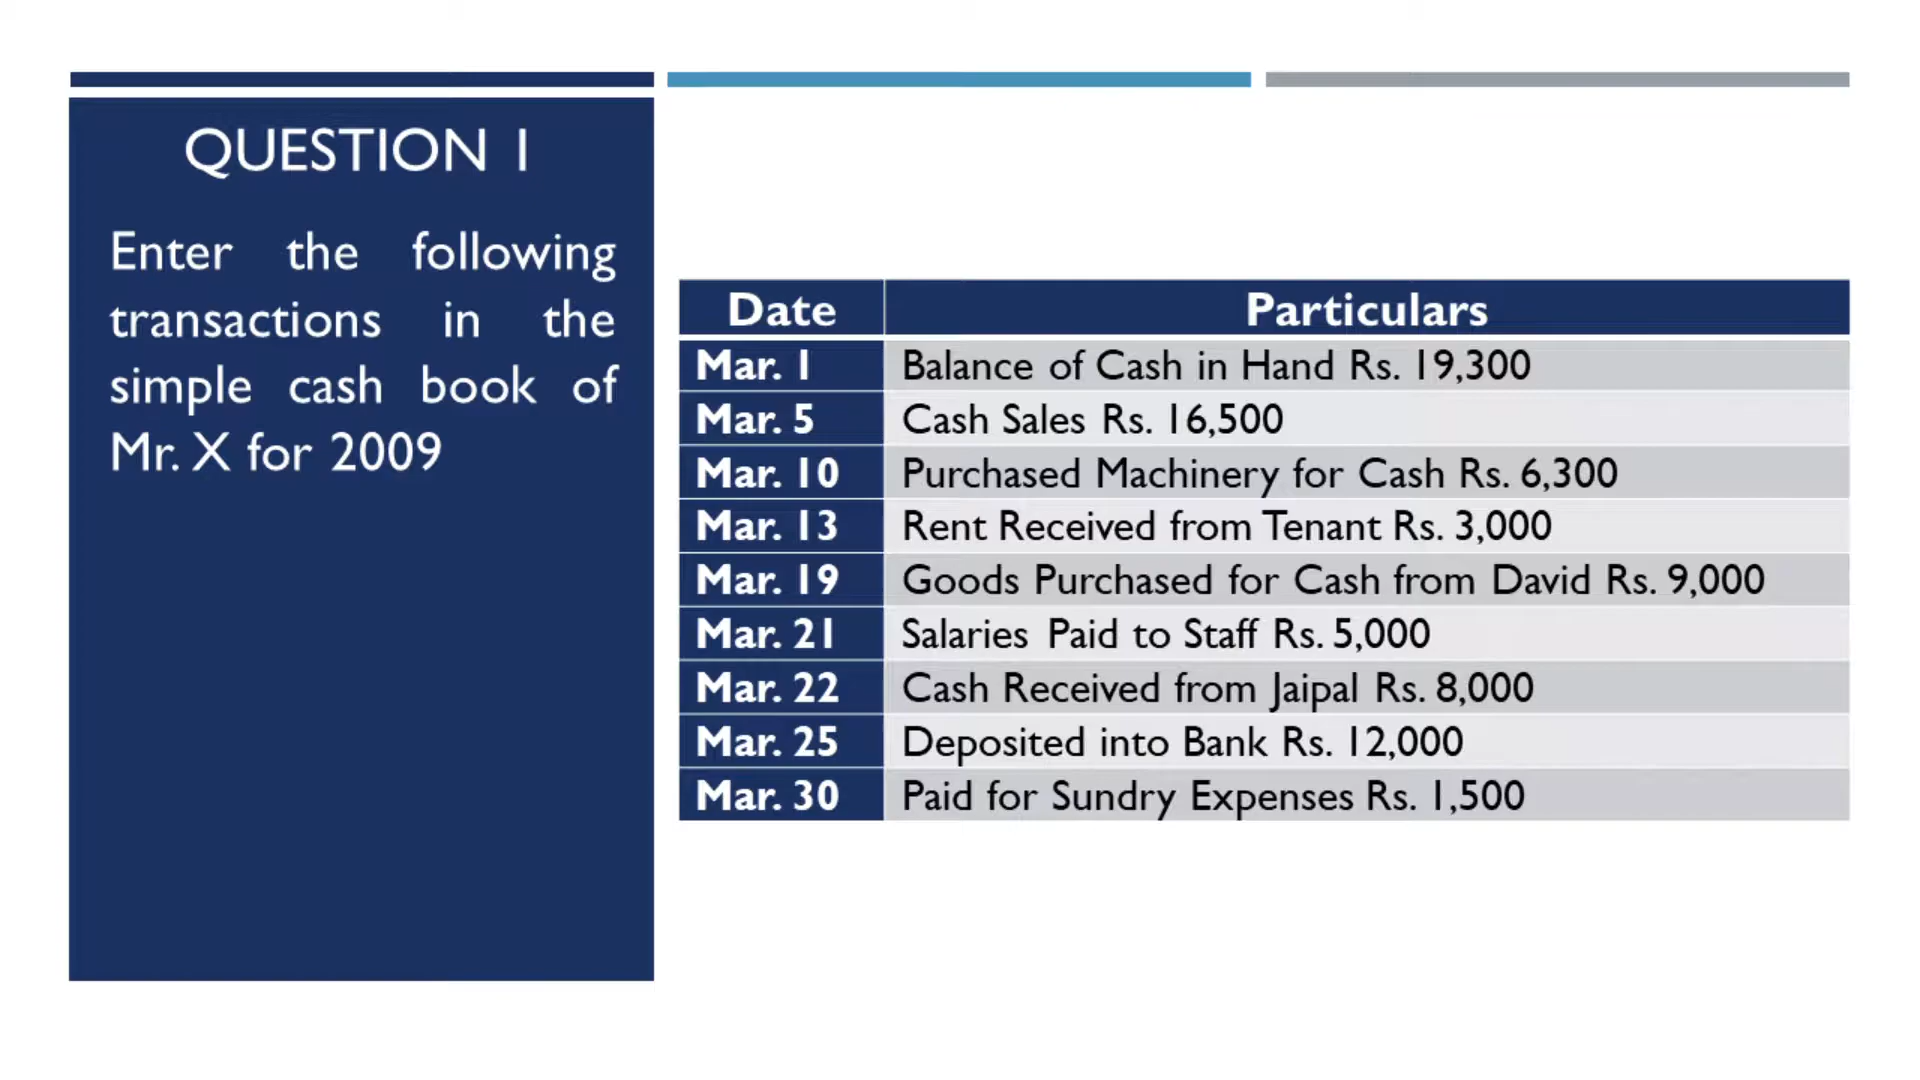 QUESTION 1
Enter the following
transactions in the
simple cash book of
Mr. X for 2009
Date Particulars
Mar. 1 Balance of Cash in Hand Rs. 19,300
Mar. 5 Cash Sales Rs. 16,500
Mar. 10 Purchased Machinery for Cash Rs. 6,300
Mar. 13 Rent Received from Tenant Rs. 3,000
Mar. 19 Goods Purchased for Cash from David Rs. 9,000
Mar. 21 Salaries Paid to Staff Rs. 5,000
Mar. 22 Cash Received from Jaipal Rs. 8,000
Mar. 25 Deposited into Bank Rs. 12,000
Mar. 30 Paid for Sundry Expenses Rs. 1,500